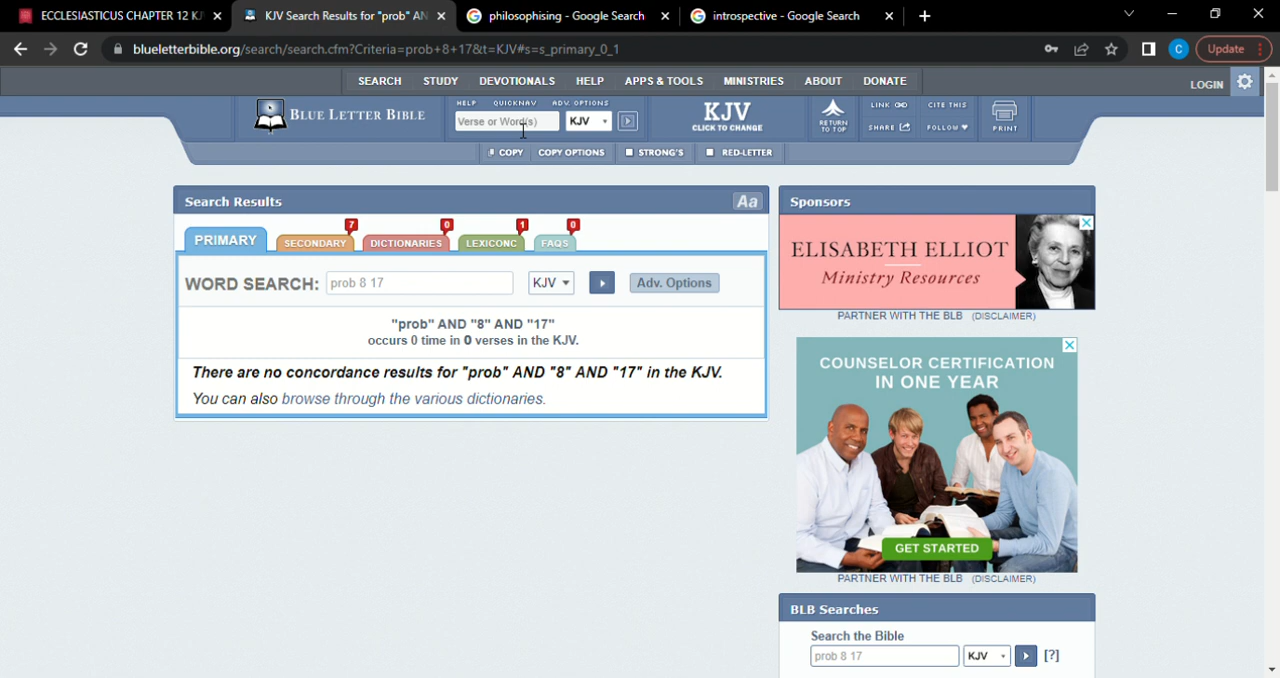 ECCLESIASTICUS CHAPTER 12 KJ
KJV Search Results for "prob" AN
philosophising - Google Search
introspective - Google Search
blueletterbible.org/search/search.cfm?Criteria=prob+8+17&t=KJV#s=s_primary_0_1
C
Update
SEARCH STUDY DEVOTIONALS HELP APPS & TOOLS MINISTRIES ABOUT DONATE
LOGIN
BLUE LETTER BIBLE
HELP QUICKNAV ADV. OPTIONS
Verse or Word(s) KJV
KJV
CLICK TO CHANGE
RETURN
TO TOP
LINK CITE THIS
SHARE FOLLOW
PRINT
COPY COPY OPTIONS STRONG'S RED-LETTER
Search Results Aa
7 0 1 0
PRIMARY SECONDARY DICTIONARIES LEXICONC FAQS
WORD SEARCH: prob 8 17 KJV Adv. Options
"prob" AND "8" AND "17"
occurs 0 time in 0 verses in the KJV.
There are no concordance results for "prob" AND "8" AND "17" in the KJV.
You can also browse through the various dictionaries.
Sponsors
ELISABETH ELLIOT
Ministry Resources
PARTNER WITH THE BLB (DISCLAIMER)
COUNSELOR CERTIFICATION
IN ONE YEAR
GET STARTED
PARTNER WITH THE BLB (DISCLAIMER)
BLB Searches
Search the Bible
prob 8 17 KJV [?]